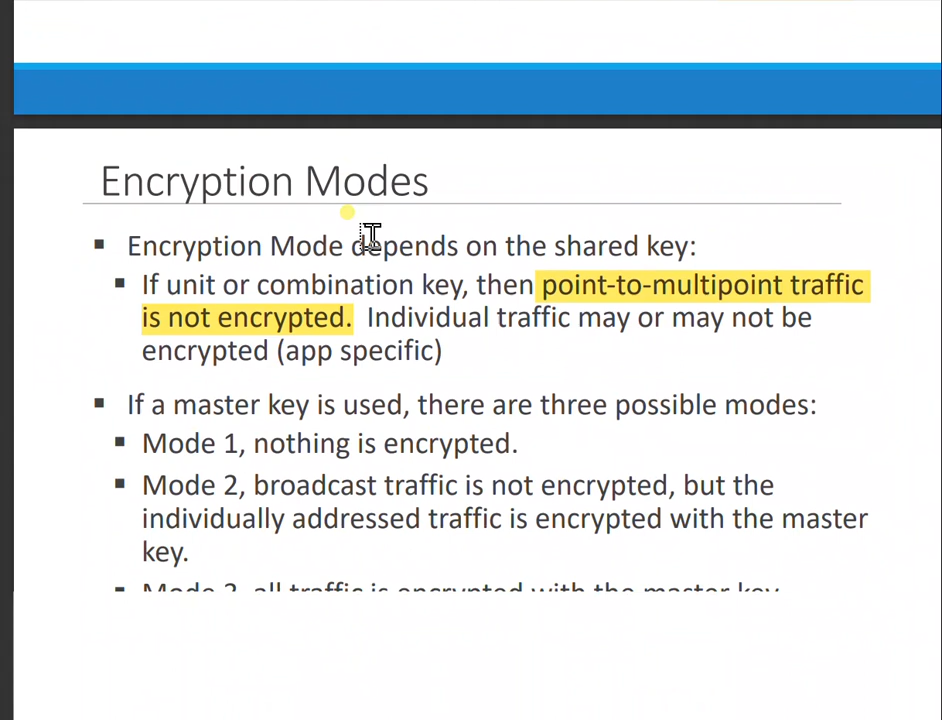 Encryption Modes
▪ Encryption Mode depends on the shared key:
▪ If unit or combination key, then point-to-multipoint traffic
is not encrypted. Individual traffic may or may not be
encrypted (app specific)
▪ If a master key is used, there are three possible modes:
▪ Mode 1, nothing is encrypted.
▪ Mode 2, broadcast traffic is not encrypted, but the
individually addressed traffic is encrypted with the master
key.
▪ Mode 3, all traffic is encrypted with the master key